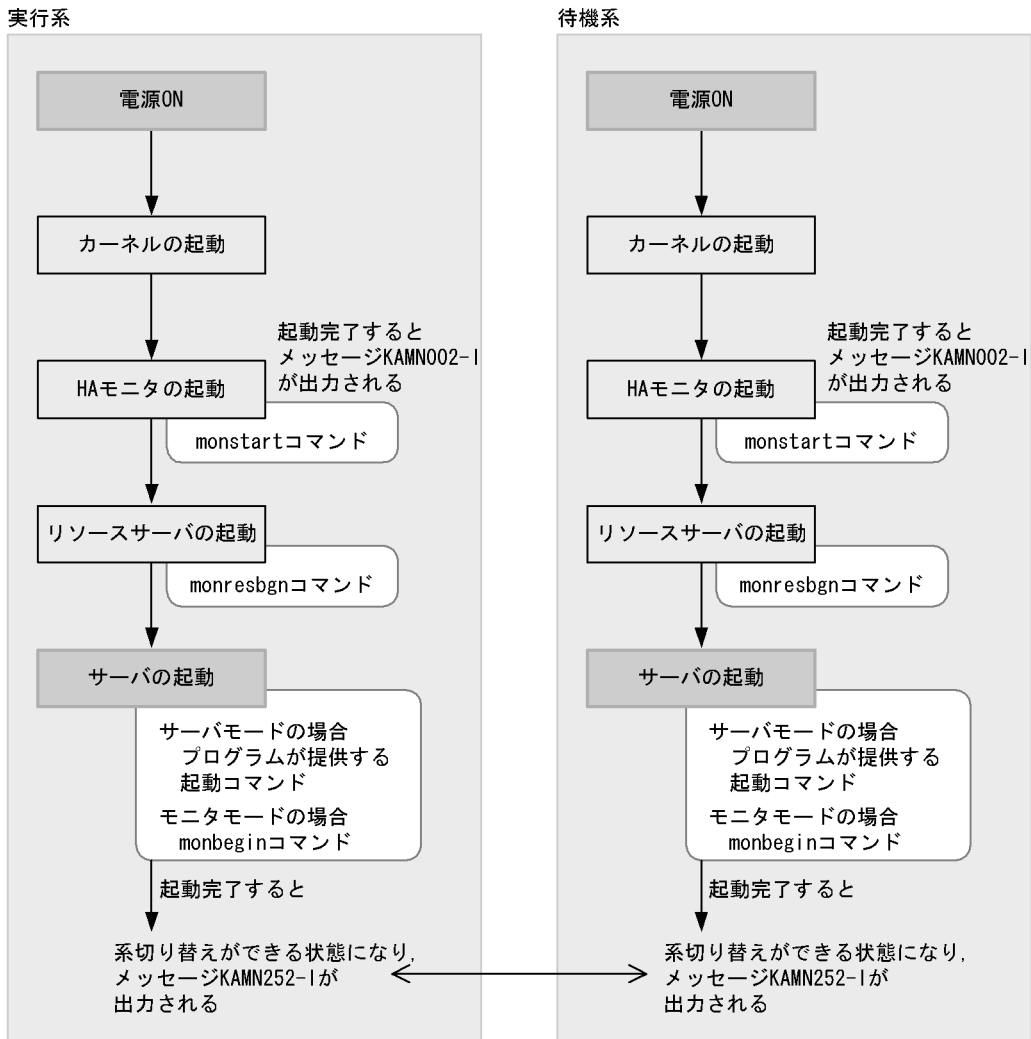 実行系
電源ON
カーネルの起動
起動完了すると
メッセージKAMN002-I
が出力される
HAモニタの起動
monstartコマンド
リソースサーバの起動
monresbgnコマンド
サーバの起動
サーバモードの場合
プログラムが提供する
起動コマンド
モニタモードの場合
monbeginコマンド
起動完了すると
系切り替えができる状態になり,
メッセージKAMN252-Iが
出力される
待機系
電源ON
カーネルの起動
起動完了すると
メッセージKAMN002-I
が出力される
HAモニタの起動
monstartコマンド
リソースサーバの起動
monresbgnコマンド
サーバの起動
サーバモードの場合
プログラムが提供する
起動コマンド
モニタモードの場合
monbeginコマンド
起動完了すると
系切り替えができる状態になり,
メッセージKAMN252-Iが
出力される